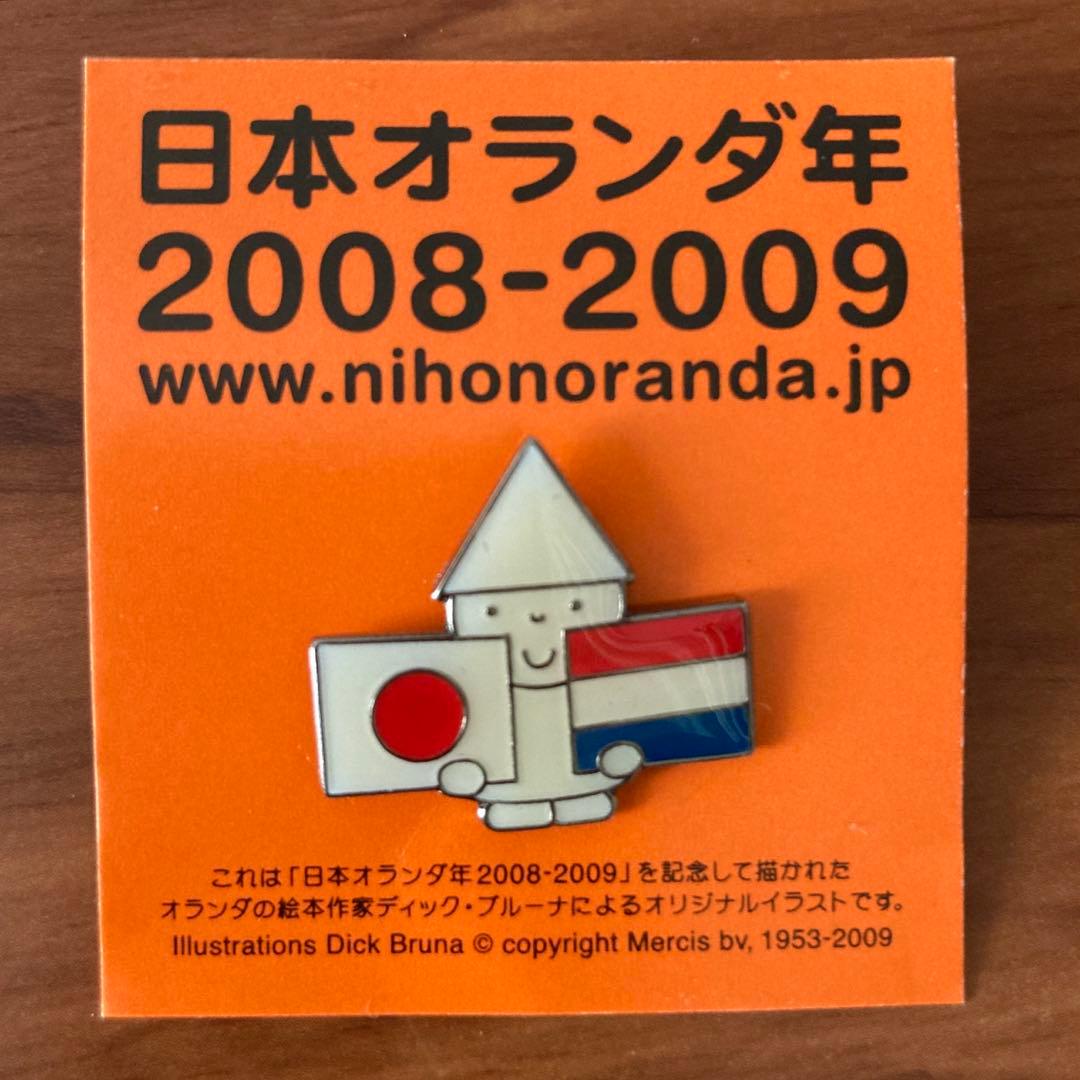 日本オランダ年
2008-2009
www.nihonoranda.jp
これは「日本オランダ年2008-2009」を記念して描かれた
オランダの絵本作家ディック・ブルーナによるオリジナルイラストです。
Illustrations Dick Bruna © copyright Mercis bv, 1953-2009